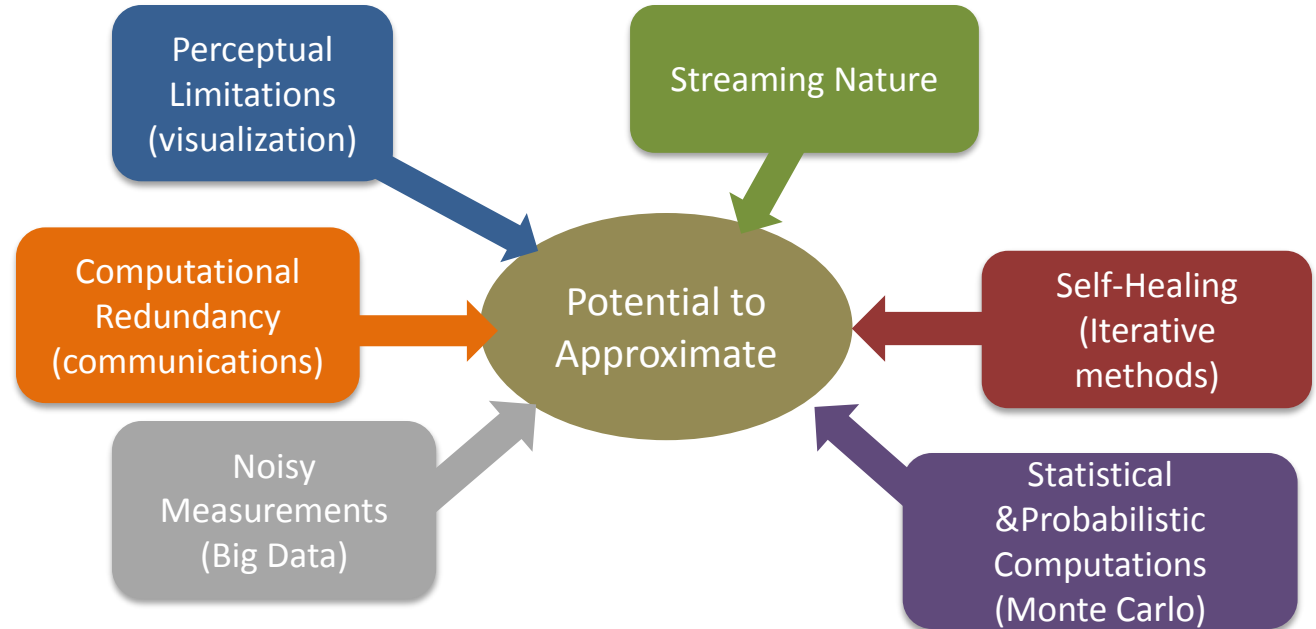 Perceptual
Limitations
(visualization)
Streaming Nature
Computational
Redundancy
(communications)
Potential to
Approximate
Self-Healing
(Iterative
methods)
Noisy
Measurements
(Big Data)
Statistical
&Probabilistic
Computations
(Monte Carlo)